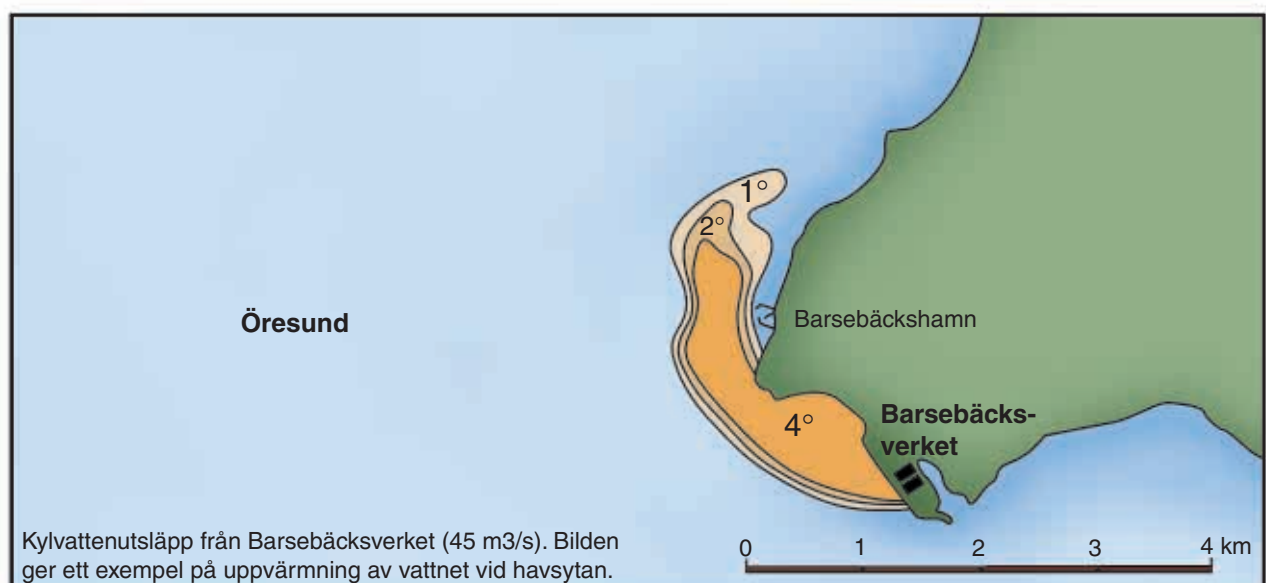 1°
2°
Öresund
Barsebäckshamn
4°
Barsebäcks-
verket
Kylvattenutsläpp från Barsebäcksverket (45 m3/s). Bilden
ger ett exempel på uppvärmning av vattnet vid havsytan.
0 1 2 3 4 km